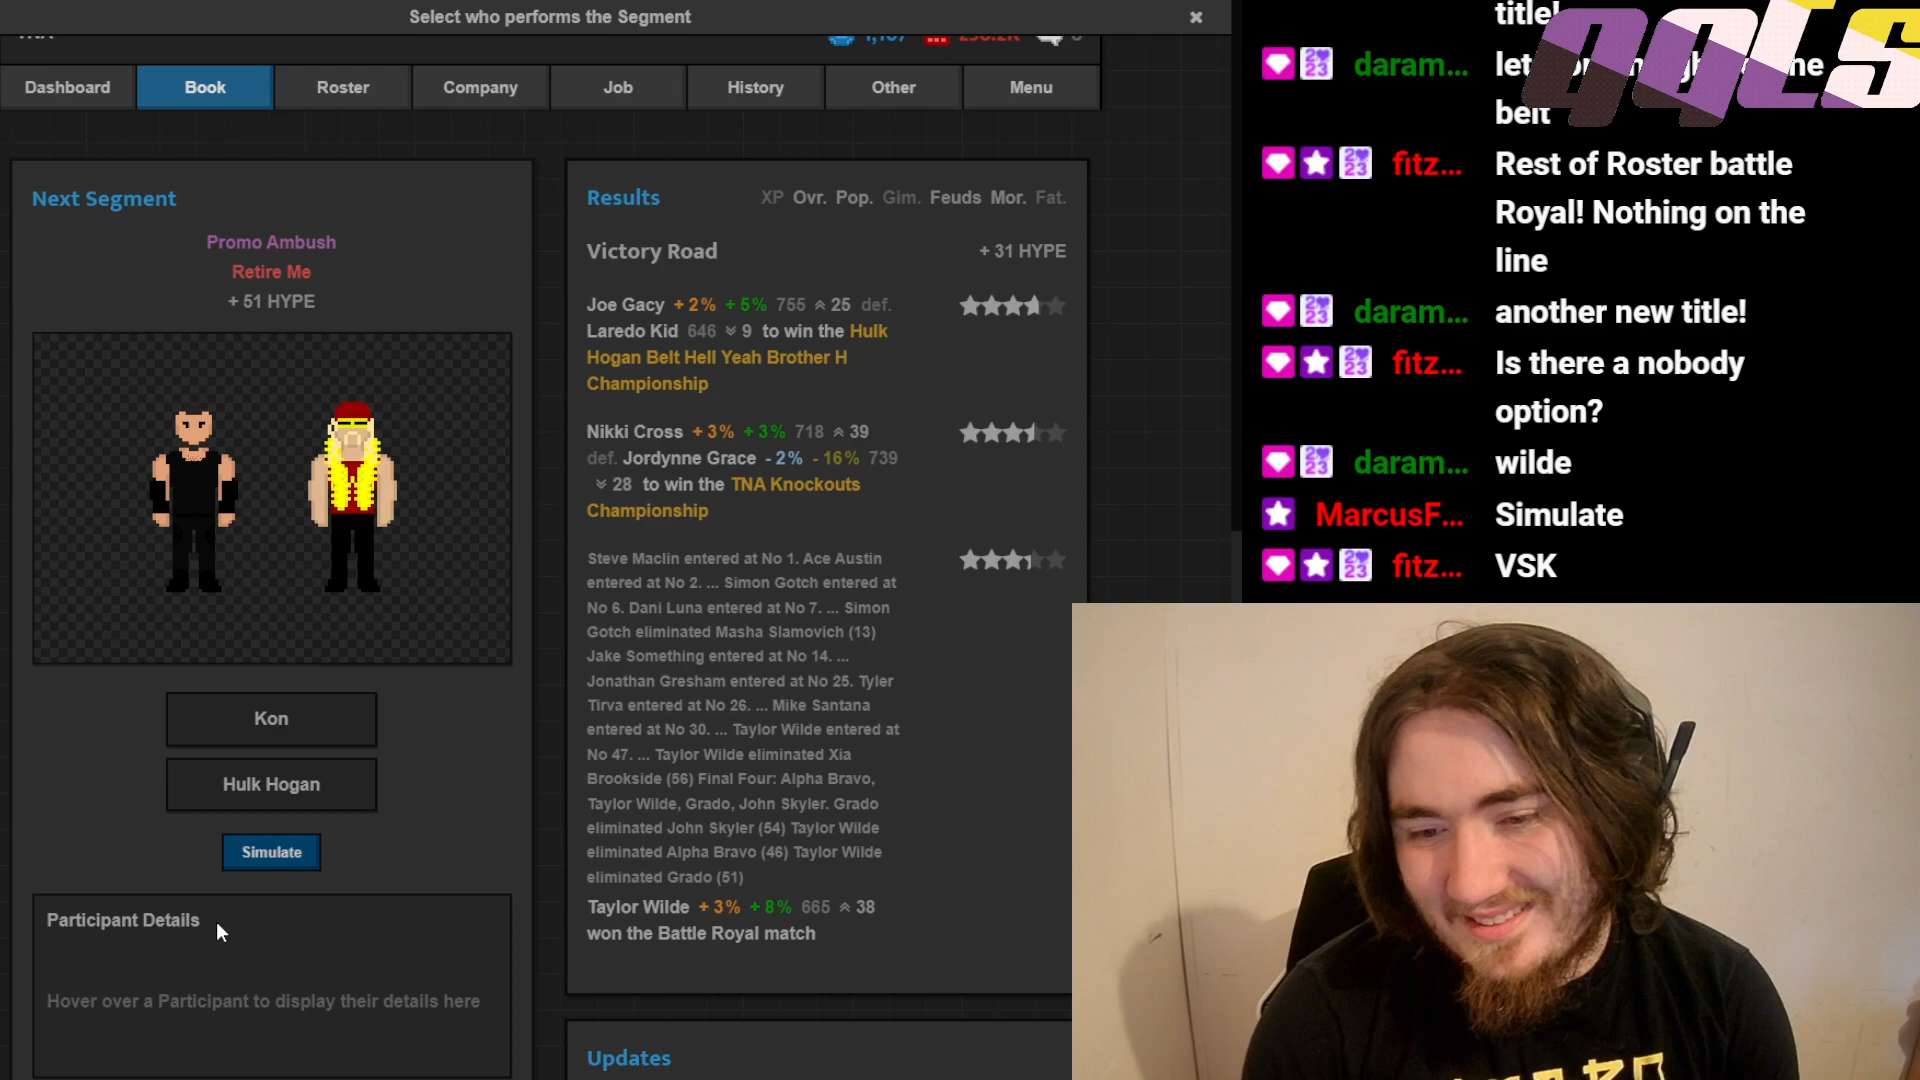 Select who performs the Segment
Dashboard
Book
Roster
Company
Job
History
Other
Menu
Next Segment
Promo Ambush
Retire Me
+ 51 HYPE
Kon
Hulk Hogan
Simulate
Participant Details
Hover over a Participant to display their details here
Results
XP Ovr. Pop. Gim. Feuds Mor. Fat.
Victory Road
+ 31 HYPE
Joe Gacy + 2% + 5% 755 25 def.
Laredo Kid 646 9 to win the Hulk
Hogan Belt Hell Yeah Brother H
Championship
Nikki Cross + 3% + 3% 718 39
def. Jordynne Grace - 2% - 16% 739
28 to win the TNA Knockouts
Championship
Steve Maclin entered at No 1. Ace Austin
entered at No 2. ... Simon Gotch entered at
No 6. Dani Luna entered at No 7. ... Simon
Gotch eliminated Masha Slamovich (13)
Jake Something entered at No 14. ...
Jonathan Gresham entered at No 25. Tyler
Tirva entered at No 26. ... Mike Santana
entered at No 30. ... Taylor Wilde entered at
No 47. ... Taylor Wilde eliminated Xia
Brookside (56) Final Four: Alpha Bravo,
Taylor Wilde, Grado, John Skyler. Grado
eliminated John Skyler (54) Taylor Wilde
eliminated Alpha Bravo (46) Taylor Wilde
eliminated Grado (51)
Taylor Wilde + 3% + 8% 665 38
won the Battle Royal match
Updates
title!
daram...
belt
fitz... Rest of Roster battle
Royal! Nothing on the
line
daram... another new title!
fitz... Is there a nobody
option?
daram... wilde
MarcusF... Simulate
fitz... VSK